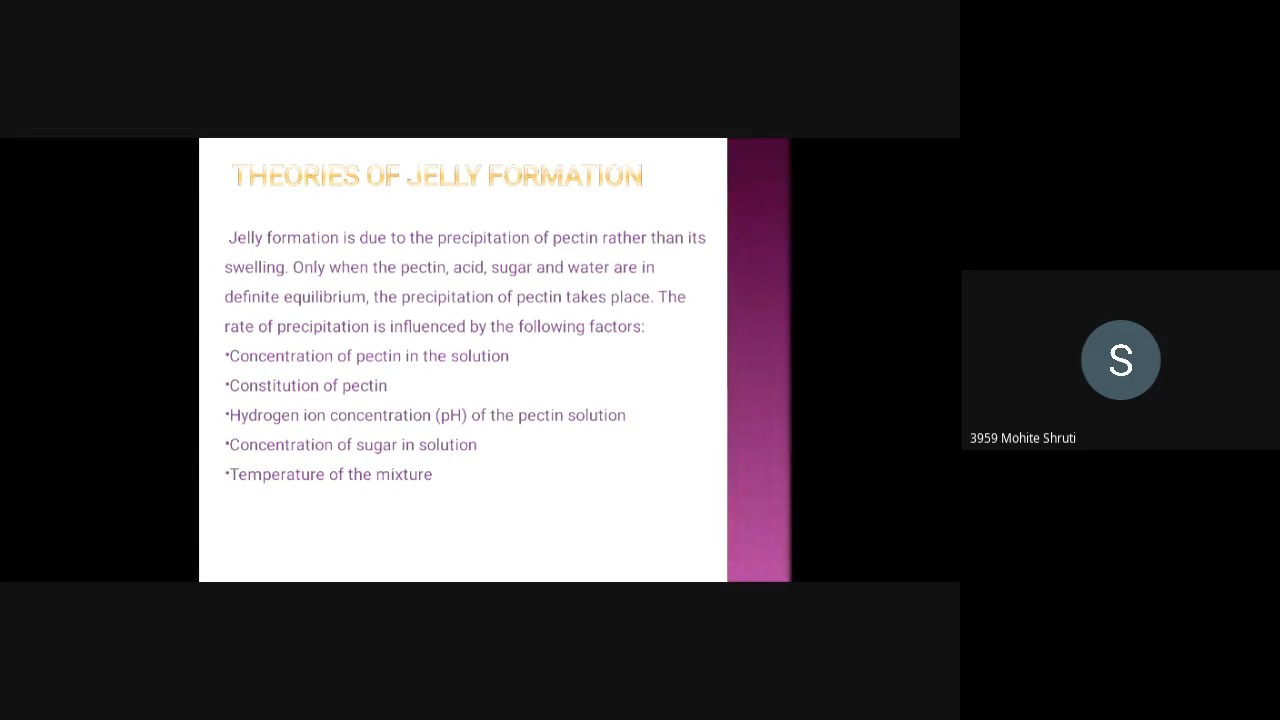 THEORIES OF JELLY FORMATION
Jelly formation is due to the precipitation of pectin rather than its
swelling. Only when the pectin, acid, sugar and water are in
definite equilibrium, the precipitation of pectin takes place. The
rate of precipitation is influenced by the following factors:
•Concentration of pectin in the solution
•Constitution of pectin
•Hydrogen ion concentration (pH) of the pectin solution
•Concentration of sugar in solution
•Temperature of the mixture
S
3959 Mohite Shruti